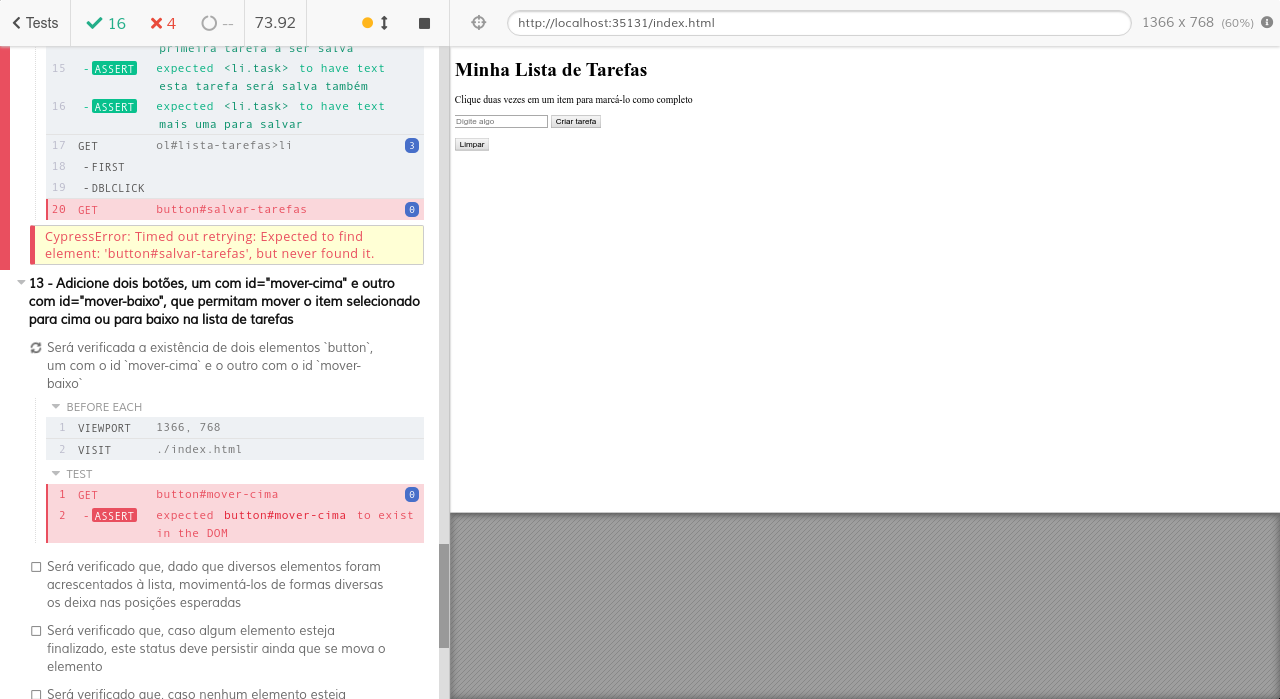 Tests
16
4
--
73.92
http://localhost:35131/index.html
1366 x 768 (60%)
primeira tarefa a ser salva
15 -ASSERT expected <li.task> to have text
esta tarefa será salva também
16 -ASSERT expected <li.task> to have text
mais uma para salvar
17 GET ol#lista-tarefas>li 3
18 -FIRST
19 -DBLCLICK
20 GET button#salvar-tarefas 0
CypressError: Timed out retrying: Expected to find
element: 'button#salvar-tarefas', but never found it.
13 - Adicione dois botões, um com id="mover-cima" e outro
com id="mover-baixo", que permitam mover o item selecionado
para cima ou para baixo na lista de tarefas
Será verificada a existência de dois elementos `button`,
um com o id `mover-cima` e o outro com o id `mover-
baixo`
BEFORE EACH
1 VIEWPORT 1366, 768
2 VISIT ./index.html
TEST
1 GET button#mover-cima 0
2 -ASSERT expected button#mover-cima to exist
in the DOM
Será verificado que, dado que diversos elementos foram
acrescentados à lista, movimentá-los de formas diversas
os deixa nas posições esperadas
Será verificado que, caso algum elemento esteja
finalizado, este status deve persistir ainda que se mova o
elemento
Será verificado que, caso nenhum elemento esteja
Minha Lista de Tarefas
Clique duas vezes em um item para marcá-lo como completo
Digite algo Criar tarefa
Limpar